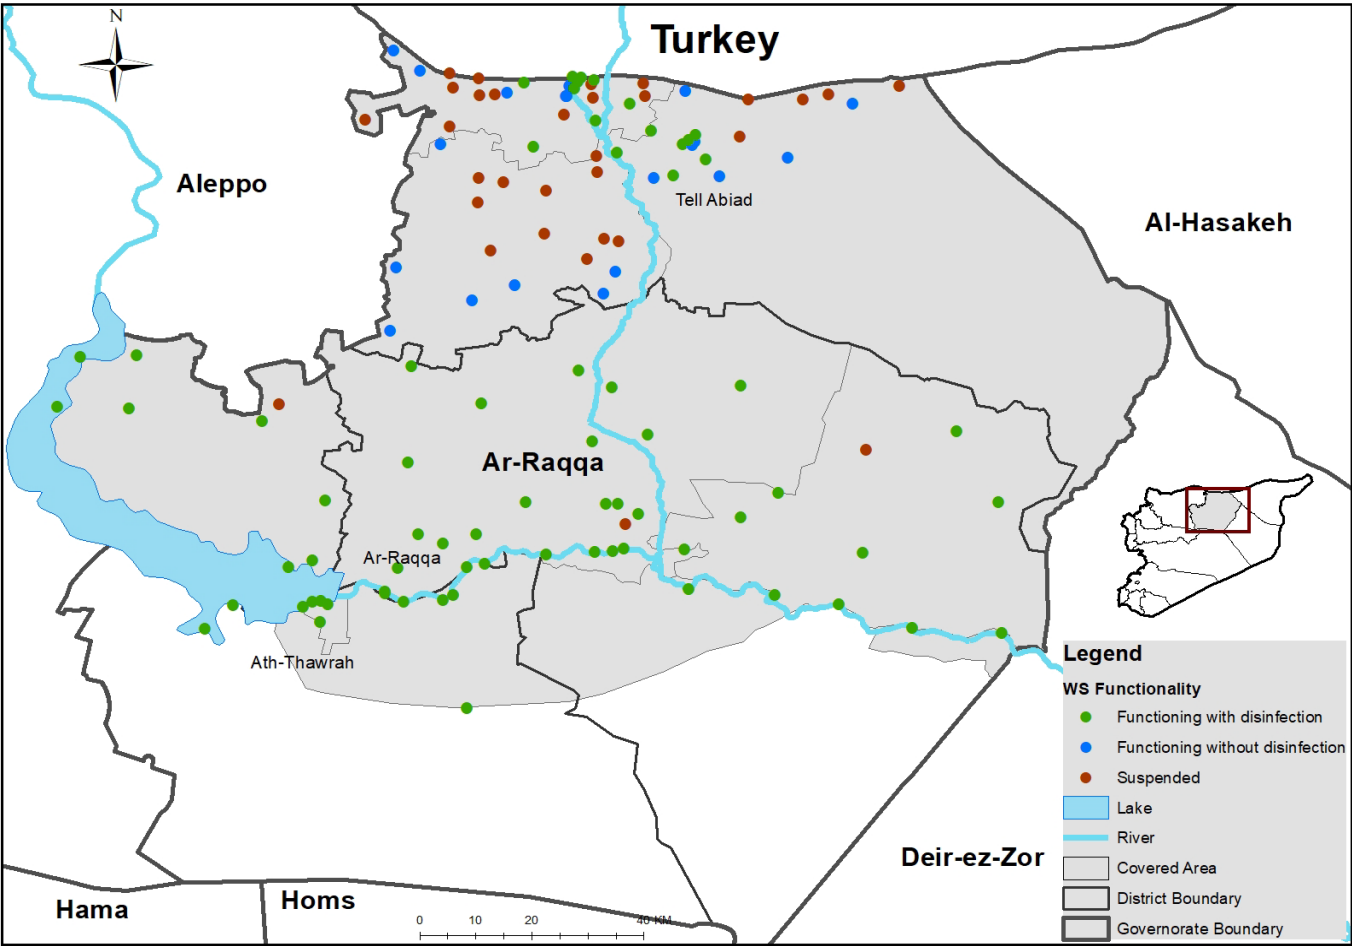 N
Turkey
Aleppo
Tell Abiad
Al-Hasakeh
Ar-Raqqa
Ar-Raqqa
Ath-Thawrah
Deir-ez-Zor
Hama
Homs
0 10 20 40 KM
Legend
WS Functionality
Functioning with disinfection
Functioning without disinfection
Suspended
Lake
River
Covered Area
District Boundary
Governorate Boundary